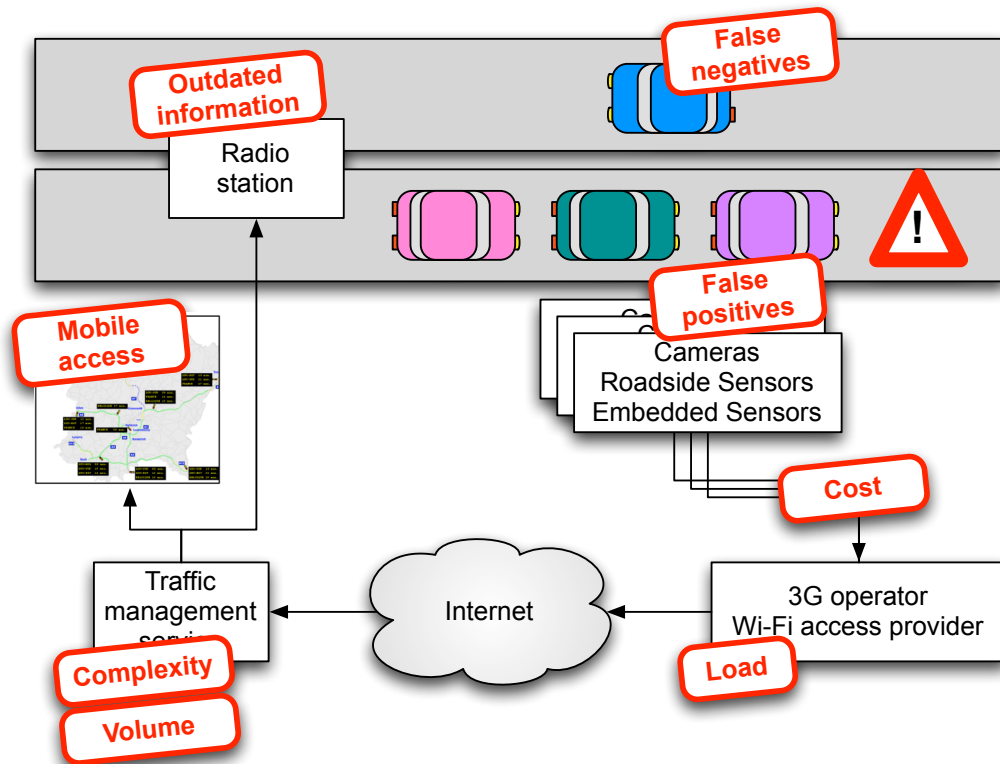 False
negatives
Outdated
information
Radio
station
!
False
positives
Mobile
access
Cameras
Roadside Sensors
Embedded Sensors
Cost
Traffic
management
Internet
3G operator
Wi-Fi access provider
Complexity
Load
Volume